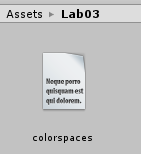 Assets ▸ Lab03
Neque porro
quisquam est
qui dolorem.
colorspaces